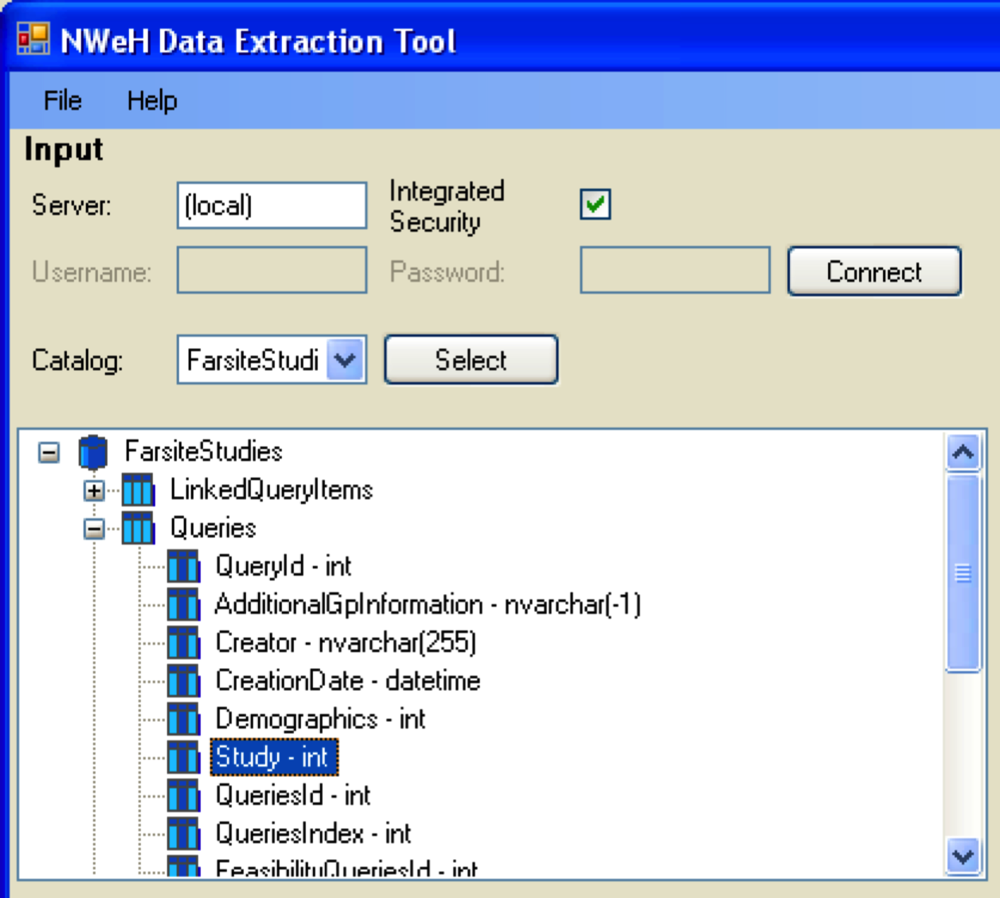 NWeH Data Extraction Tool
File Help
Input
Server: (local) Integrated Security
Username: Password: Connect
Catalog: FarsiteStudi Select
FarsiteStudies
LinkedQueryItems
Queries
QueryId - int
AdditionalGpInformation - nvarchar(-1)
Creator - nvarchar(255)
CreationDate - datetime
Demographics - int
Study - int
QueriesId - int
QueriesIndex - int
FeasibilityQueriesId - int